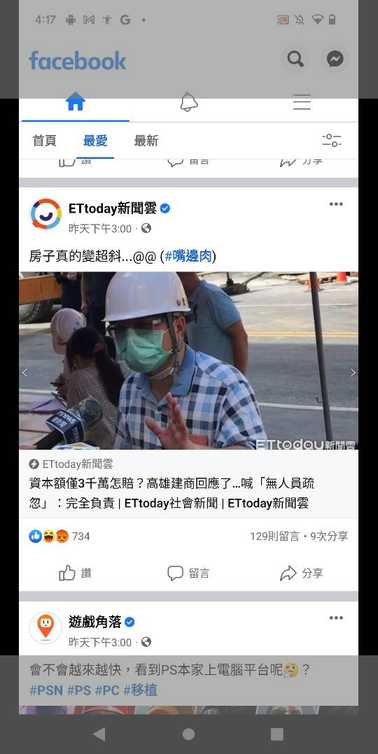 4:17
facebook
首頁 最愛 最新
讚 留言 分享
ETtoday新聞雲
昨天下午3:00
房子真的變超斜...@@ (#嘴邊肉)
ETtoday新聞雲
ETtoday新聞雲
資本額僅3千萬怎賠？高雄建商回應了…喊「無人員疏
忽」：完全負責 | ETtoday社會新聞 | ETtoday新聞雲
734 129則留言•9次分享
讚 留言 分享
遊戲角落
昨天下午3:00
會不會越來越快，看到PS本家上電腦平台呢🤔？
#PSN #PS #PC #移植